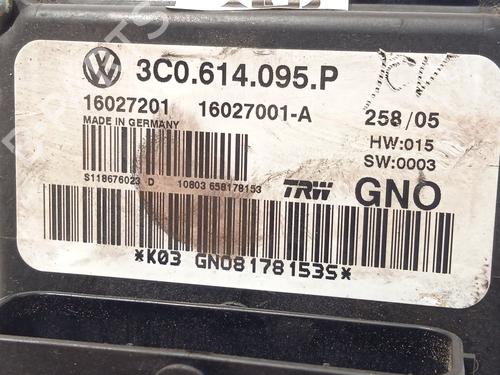 3C0.614.095.P
16027201 16027001-A 258/05
MADE IN GERMANY
HW:015
SW:0003
S118676023 D 10803 658178153
TRW GNO
*K03 GNO8178153S*